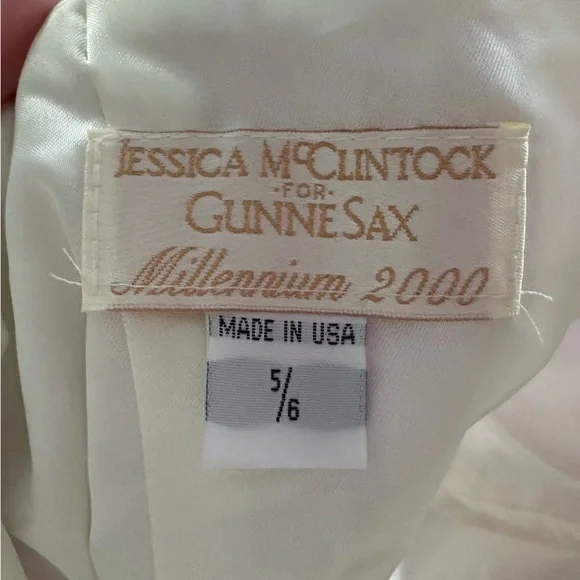 JESSICA McCLINTOCK
·FOR·
GUNNE SAX
Millennium 2000
MADE IN USA
5/6